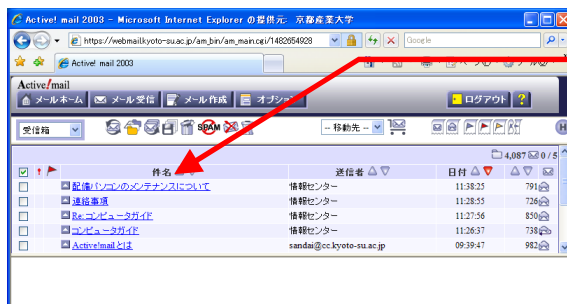 Active! mail 2003 - Microsoft Internet Explorer の提供元: 京都産業大学
https://webmail.kyoto-su.ac.jp/am_bin/am_main.cgi/1482654928
Google
Active! mail 2003
Active!mail
メールホーム メール受信 メール作成 オプション ログアウト ?
受信箱 SPAM -- 移動先 --
4,087 0 / 5
! 件名 送信者 日付
配備パソコンのメンテナンスについて 情報センター 11:38:25 791
連絡事項 情報センター 11:28:55 726
Re: コンピュータガイド 情報センター 11:27:56 850
コンピュータガイド 情報センター 11:26:37 738
Active!mail とは sandai@cc.kyoto-su.ac.jp 09:39:47 982